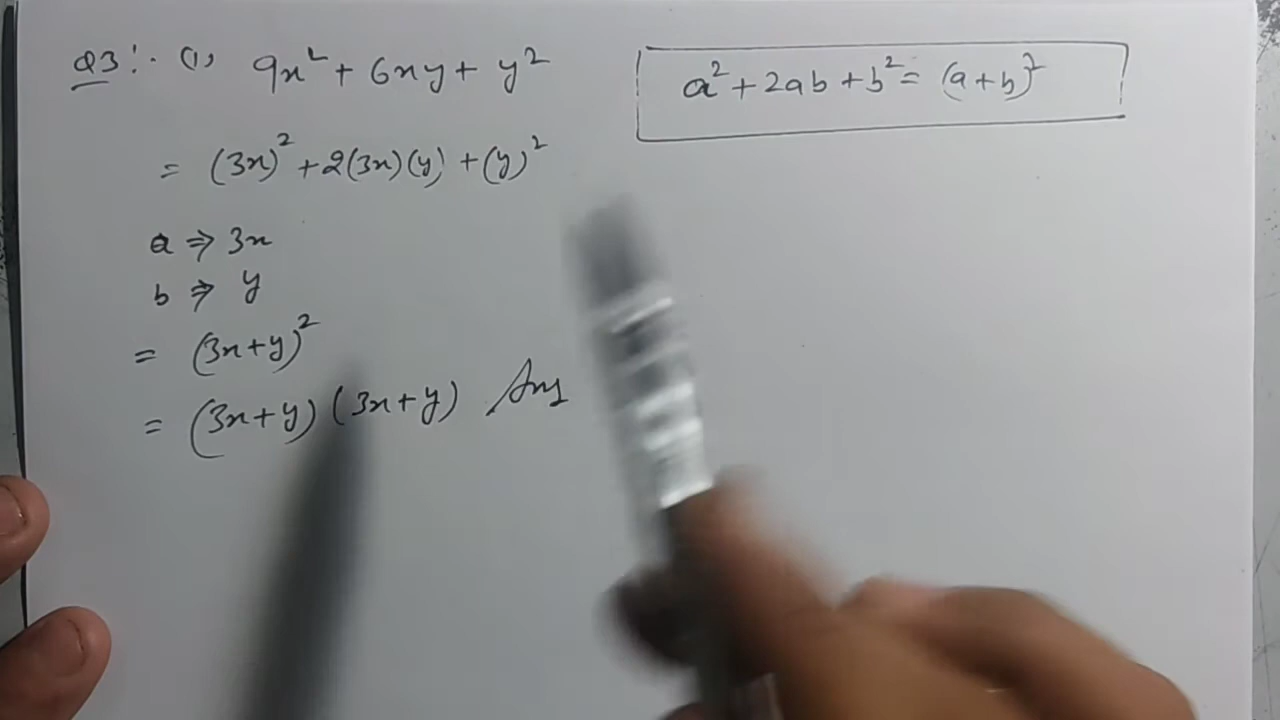 Q3:. (i) 9x² + 6xy + y²
a² + 2ab + b² = (a+b)²
= (3x)² + 2(3x)(y) + (y)²
a ⇒ 3x
b ⇒ y
= (3x+y)²
= (3x+y) (3x+y) Ans